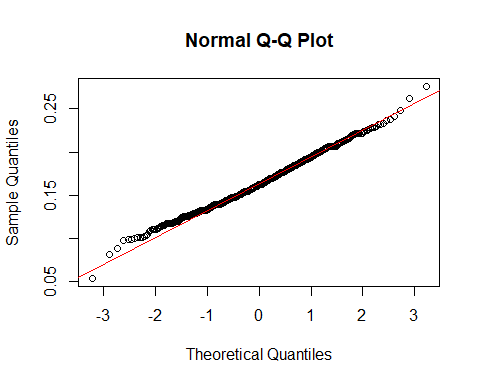 Normal Q-Q Plot
Sample Quantiles
0.25
0.15
0.05
-3 -2 -1 0 1 2 3
Theoretical Quantiles